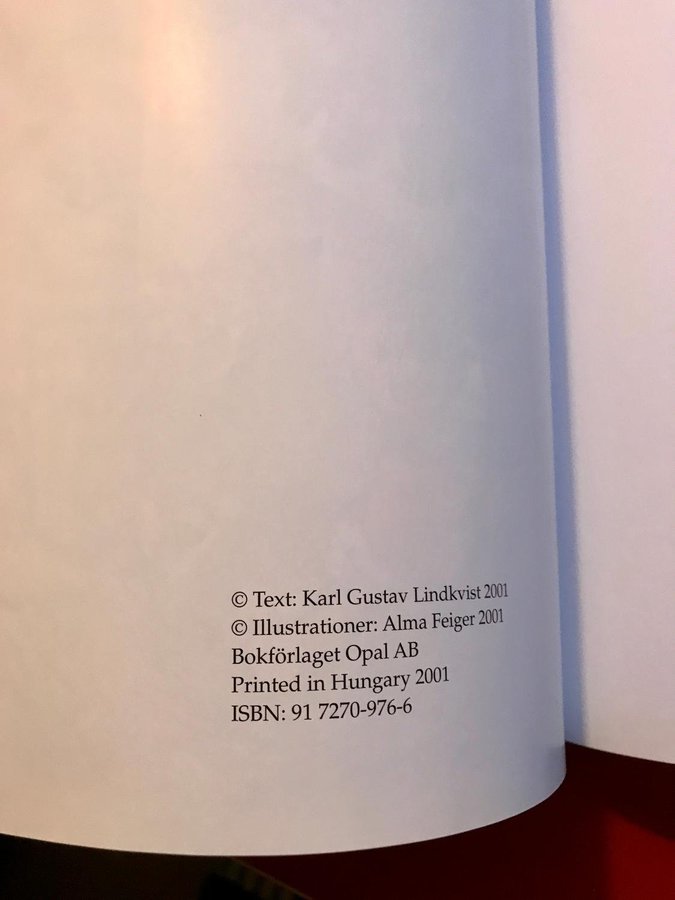 © Text: Karl Gustav Lindkvist 2001
© Illustrationer: Alma Feiger 2001
Bokförlaget Opal AB
Printed in Hungary 2001
ISBN: 91 7270-976-6